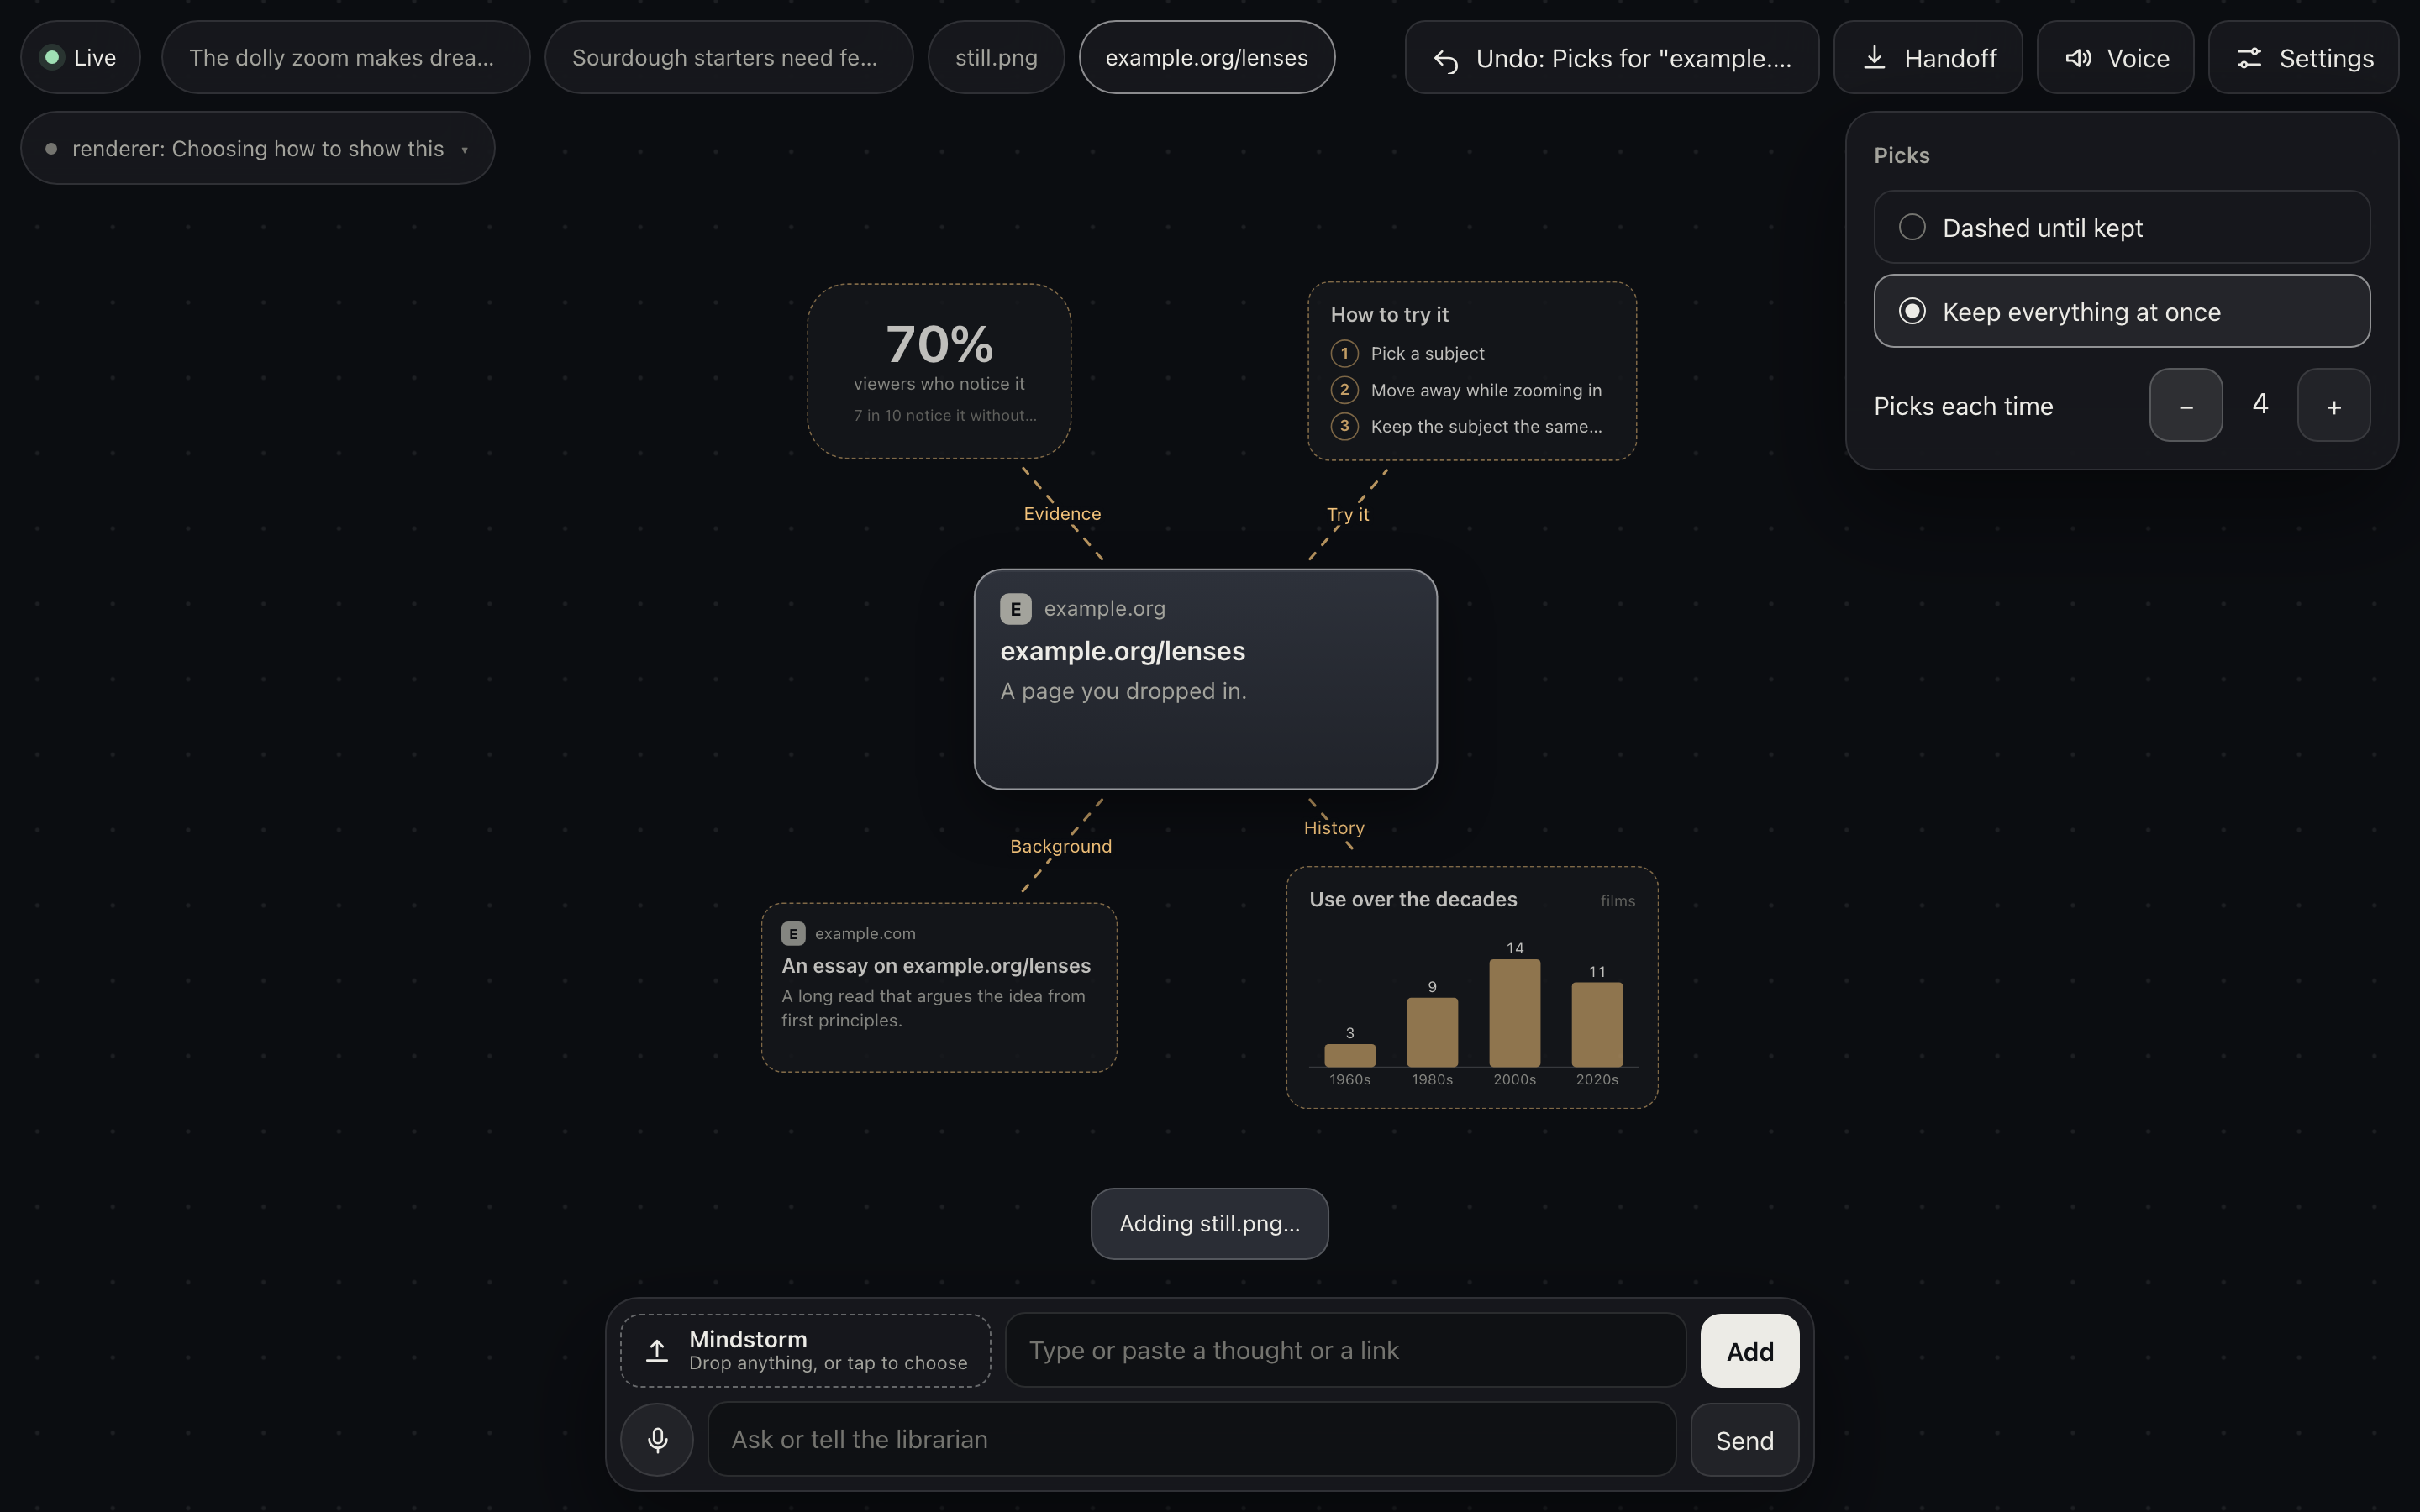 Live
The dolly zoom makes drea...
Sourdough starters need fe...
still.png
example.org/lenses
Undo: Picks for "example....
Handoff
Voice
Settings
renderer: Choosing how to show this
Picks
Dashed until kept
Keep everything at once
Picks each time
− 4 +
70%
viewers who notice it
7 in 10 notice it without...
How to try it
1 Pick a subject
2 Move away while zooming in
3 Keep the subject the same...
Evidence
Try it
E example.org
example.org/lenses
A page you dropped in.
Background
History
E example.com
An essay on example.org/lenses
A long read that argues the idea from
first principles.
Use over the decades
films
3
9
14
11
1960s
1980s
2000s
2020s
Adding still.png...
Mindstorm
Drop anything, or tap to choose
Type or paste a thought or a link
Add
Ask or tell the librarian
Send